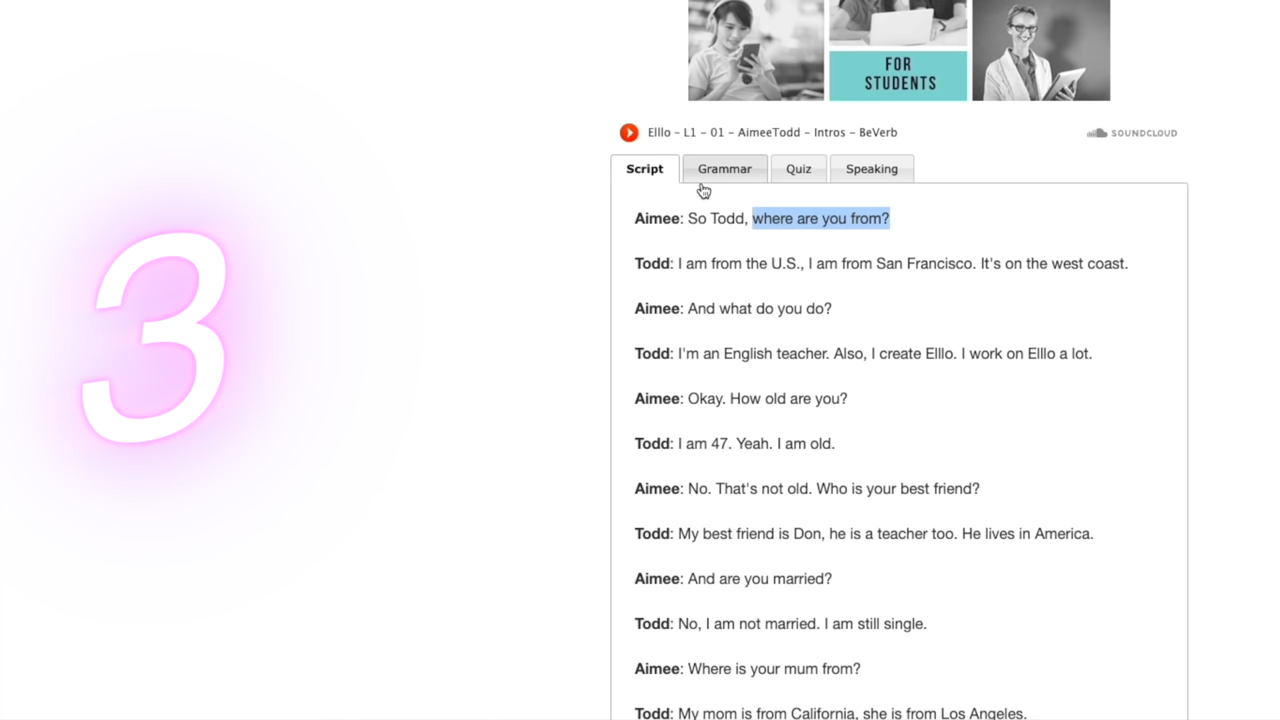 FOR
STUDENTS
Elllo – L1 – 01 – AimeeTodd – Intros – BeVerb
SOUNDCLOUD
Script
Grammar
Quiz
Speaking
3
Aimee: So Todd, where are you from?
Todd: I am from the U.S., I am from San Francisco. It's on the west coast.
Aimee: And what do you do?
Todd: I'm an English teacher. Also, I create Elllo. I work on Elllo a lot.
Aimee: Okay. How old are you?
Todd: I am 47. Yeah. I am old.
Aimee: No. That's not old. Who is your best friend?
Todd: My best friend is Don, he is a teacher too. He lives in America.
Aimee: And are you married?
Todd: No, I am not married. I am still single.
Aimee: Where is your mum from?
Todd: My mom is from California, she is from Los Angeles.